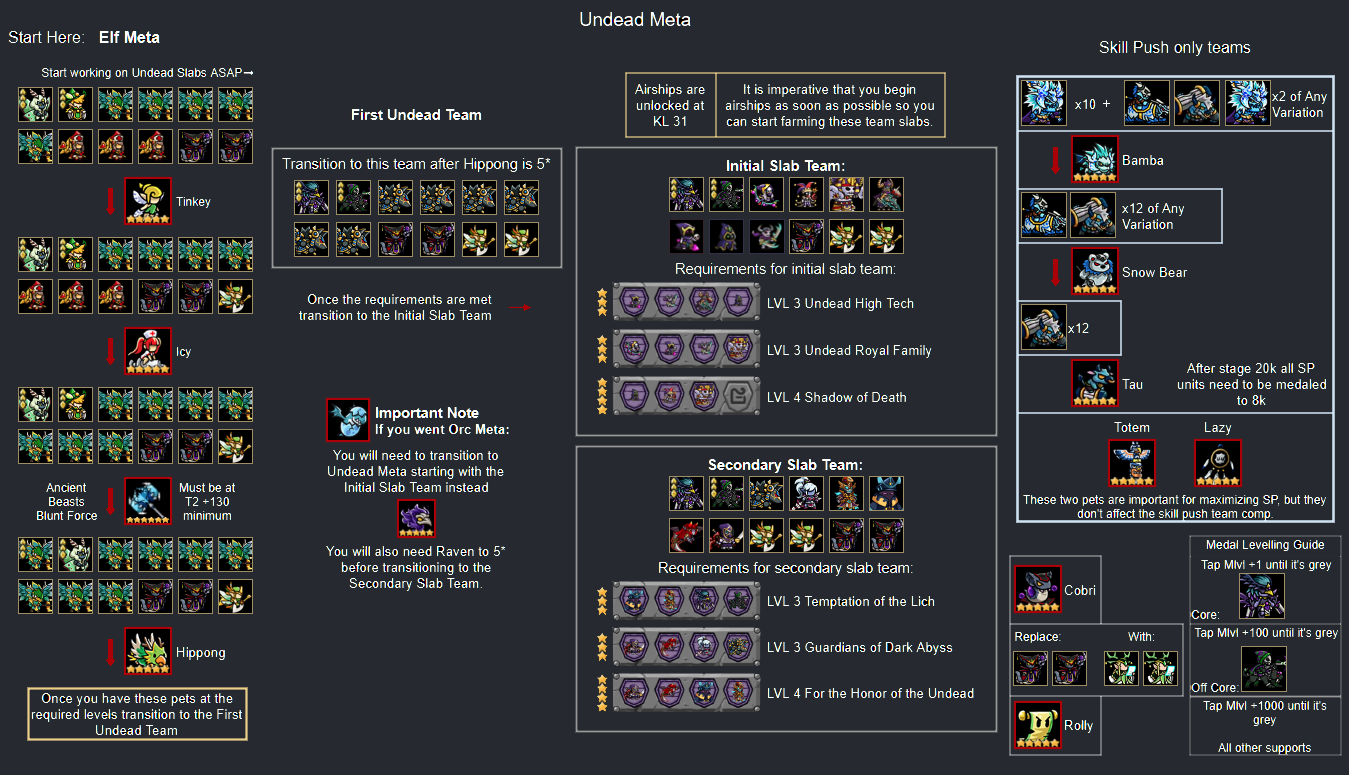 Undead Meta
Start Here: Elf Meta
Start working on Undead Slabs ASAP→
Tinkey
Icy
Ancient
Beasts
Blunt Force
Must be at
T2 +130
minimum
Hippong
Once you have these pets at the
required levels transition to the First
Undead Team
First Undead Team
Transition to this team after Hippong is 5*
Once the requirements are met
transition to the Initial Slab Team
Important Note
If you went Orc Meta:
You will need to transition to
Undead Meta starting with the
Initial Slab Team instead
You will also need Raven to 5*
before transitioning to the
Secondary Slab Team.
Airships are
unlocked at
KL 31
It is imperative that you begin
airships as soon as possible so you
can start farming these team slabs.
Initial Slab Team:
Requirements for initial slab team:
LVL 3 Undead High Tech
LVL 3 Undead Royal Family
LVL 4 Shadow of Death
Secondary Slab Team:
Requirements for secondary slab team:
LVL 3 Temptation of the Lich
LVL 3 Guardians of Dark Abyss
LVL 4 For the Honor of the Undead
Skill Push only teams
x10 +
x2 of Any
Variation
Bamba
x12 of Any
Variation
Snow Bear
x12
Tau
After stage 20k all SP
units need to be medaled
to 8k
Totem
Lazy
These two pets are important for maximizing SP, but they
don't affect the skill push team comp.
Cobri
Replace:
With:
Rolly
Medal Levelling Guide
Tap Mlvl +1 until it's grey
Core:
Tap Mlvl +100 until it's grey
Off Core:
Tap Mlvl +1000 until it's
grey
All other supports